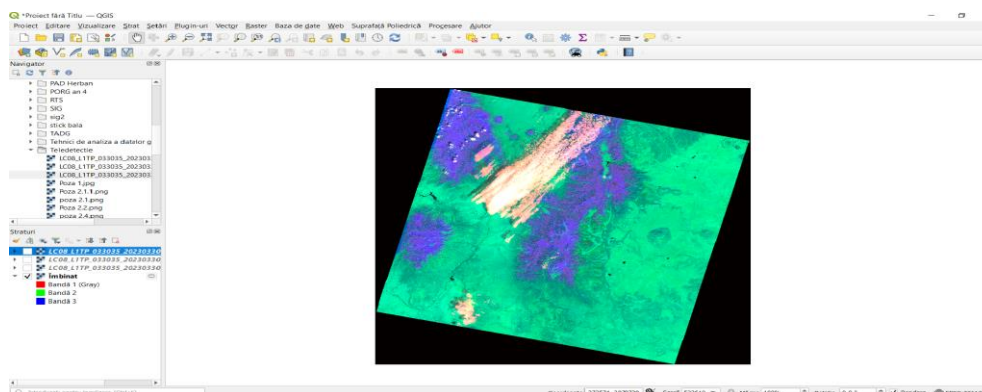 *Proiect fără Titlu — QGIS
Proiect Editare Vizualizare Strat Setări Plugin-uri Vector Raster Baza de date Web Suprafață Poliedrică Procesare Ajutor
Navigator
PAD Herban
PORG an 4
RTS
SIG
sig2
stick bala
TADG
Tehnici de analiza a datelor g
Teledetectie
LC08_L1TP_033035_202303
LC08_L1TP_033035_202303
LC08_L1TP_033035_202303
Poza 1.jpg
Poza 2.1.1.png
poza 2.1.png
Poza 2.2.png
poza 2.4.png
Straturi
LC08_L1TP_033035_20230330
LC08_L1TP_033035_20230330
LC08_L1TP_033035_20230330
Îmbinat
Bandă 1 (Gray)
Bandă 2
Bandă 3